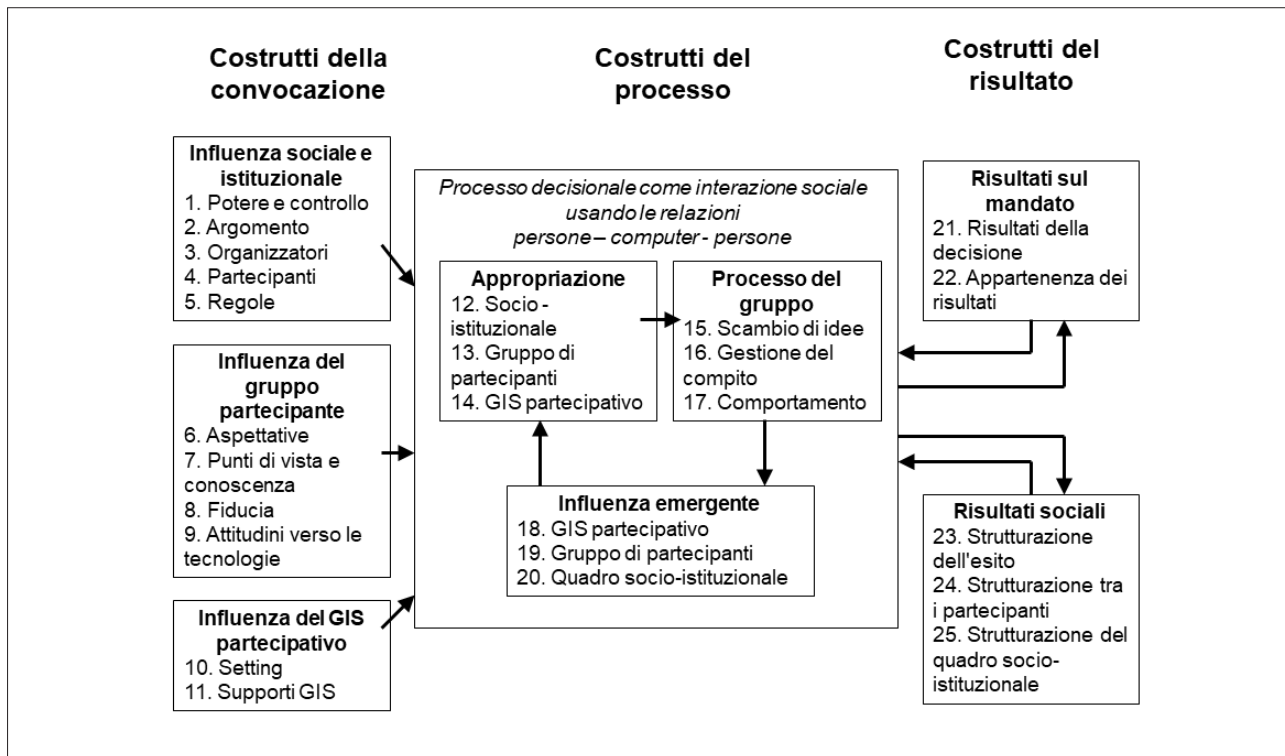 Costrutti della
convocazione
Costrutti del
processo
Costrutti del
risultato
Influenza sociale e
istituzionale
1. Potere e controllo
2. Argomento
3. Organizzatori
4. Partecipanti
5. Regole
Influenza del
gruppo
partecipante
6. Aspettative
7. Punti di vista e
conoscenza
8. Fiducia
9. Attitudini verso le
tecnologie
Influenza del GIS
partecipativo
10. Setting
11. Supporti GIS
Processo decisionale come interazione sociale
usando le relazioni
persone – computer - persone
Appropriazione
12. Socio -
istituzionale
13. Gruppo di
partecipanti
14. GIS partecipativo
Processo del
gruppo
15. Scambio di idee
16. Gestione del
compito
17. Comportamento
Influenza emergente
18. GIS partecipativo
19. Gruppo di partecipanti
20. Quadro socio-istituzionale
Risultati sul
mandato
21. Risultati della
decisione
22. Appartenenza dei
risultati
Risultati sociali
23. Strutturazione
dell'esito
24. Strutturazione tra
i partecipanti
25. Strutturazione del
quadro socio-
istituzionale